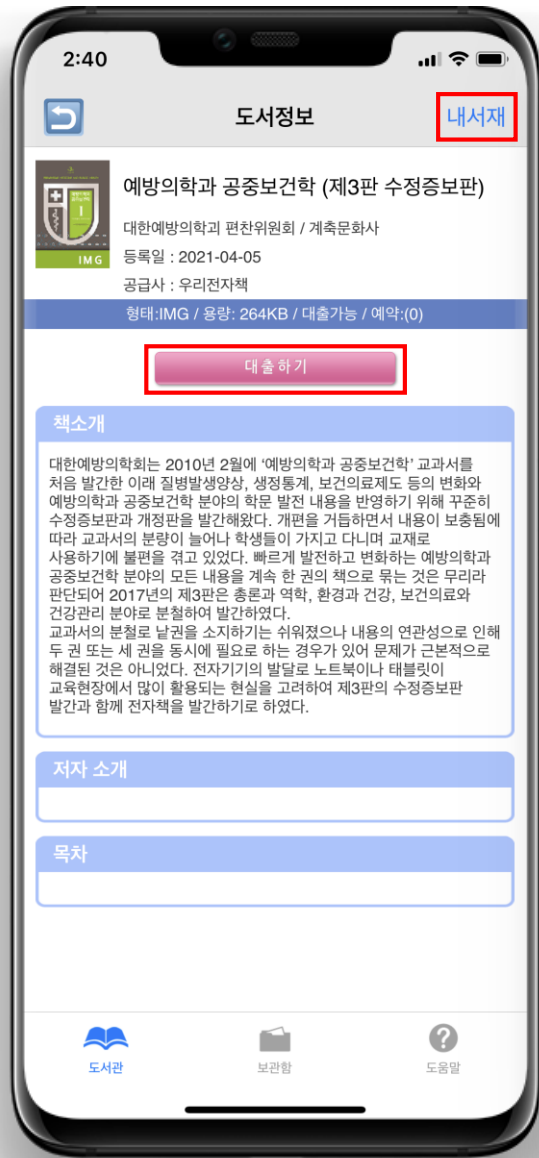 2:40
도서정보
내서재
IMG
예방의학과 공중보건학 (제3판 수정증보판)
대한예방의학괴 편찬위원회 / 계축문화사
등록일 : 2021-04-05
공급사 : 우리전자책
형태:IMG / 용량: 264KB / 대출가능 / 예약:(0)
대출하기
책소개
대한예방의학회는 2010년 2월에 ‘예방의학과 공중보건학’ 교과서를
처음 발간한 이래 질병발생양상, 생정통계, 보건의료제도 등의 변화와
예방의학과 공중보건학 분야의 학문 발전 내용을 반영하기 위해 꾸준히
수정증보판과 개정판을 발간해왔다. 개편을 거듭하면서 내용이 보충됨에
따라 교과서의 분량이 늘어나 학생들이 가지고 다니며 교재로
사용하기에 불편을 겪고 있었다. 빠르게 발전하고 변화하는 예방의학과
공중보건학 분야의 모든 내용을 계속 한 권의 책으로 묶는 것은 무리라
판단되어 2017년의 제3판은 총론과 역학, 환경과 건강, 보건의료와
건강관리 분야로 분철하여 발간하였다.
교과서의 분철로 낱권을 소지하기는 쉬워졌으나 내용의 연관성으로 인해
두 권 또는 세 권을 동시에 필요로 하는 경우가 있어 문제가 근본적으로
해결된 것은 아니었다. 전자기기의 발달로 노트북이나 태블릿이
교육현장에서 많이 활용되는 현실을 고려하여 제3판의 수정증보판
발간과 함께 전자책을 발간하기로 하였다.
저자 소개
목차
도서관
보관함
도움말